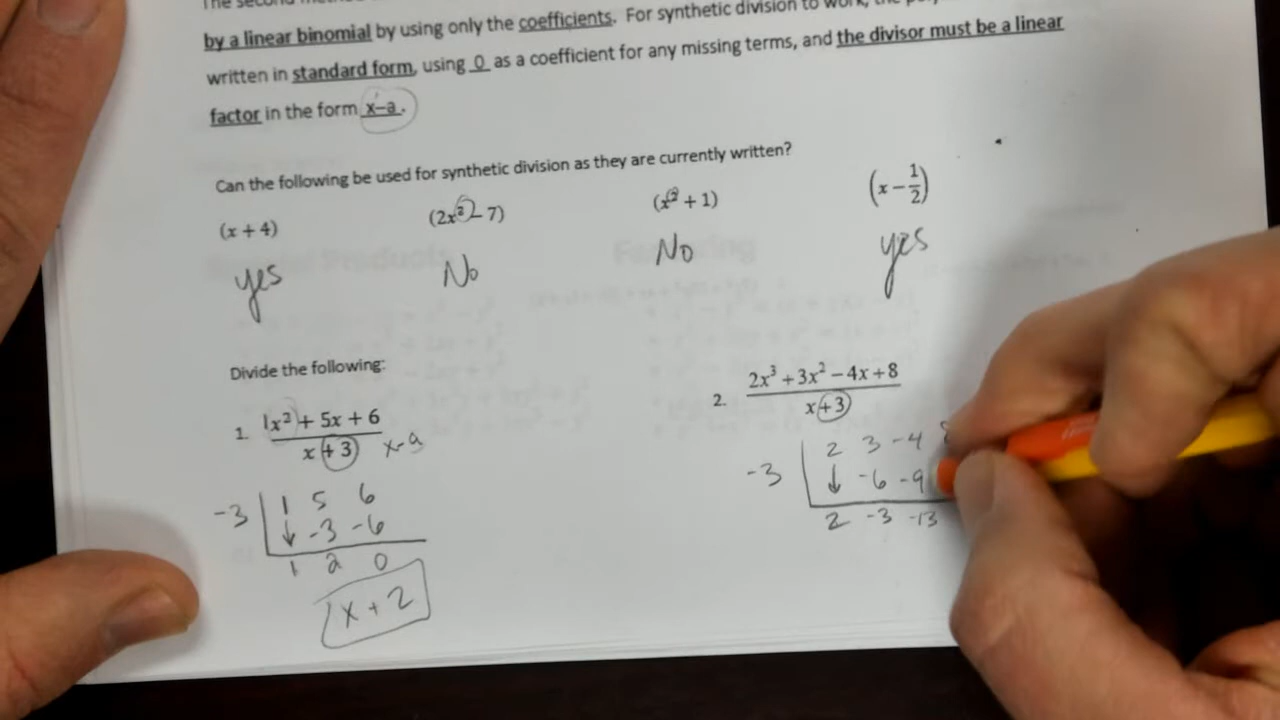 The second method
by a linear binomial by using only the coefficients. For synthetic division to work, the
written in standard form, using 0 as a coefficient for any missing terms, and the divisor must be a linear
factor in the form x–a.
Can the following be used for synthetic division as they are currently written?
(x + 4) (2x² – 7) (x² + 1) (x – 1/2)
yes No No yes
Divide the following:
1. 1x² + 5x + 6 / x + 3 x-a
2. 2x³ + 3x² – 4x + 8 / x + 3
-3 | 1 5 6
↓ -3 -6
1 2 0
x + 2
-3 | 2 3 -4
↓ -6 -9
2 -3 -13